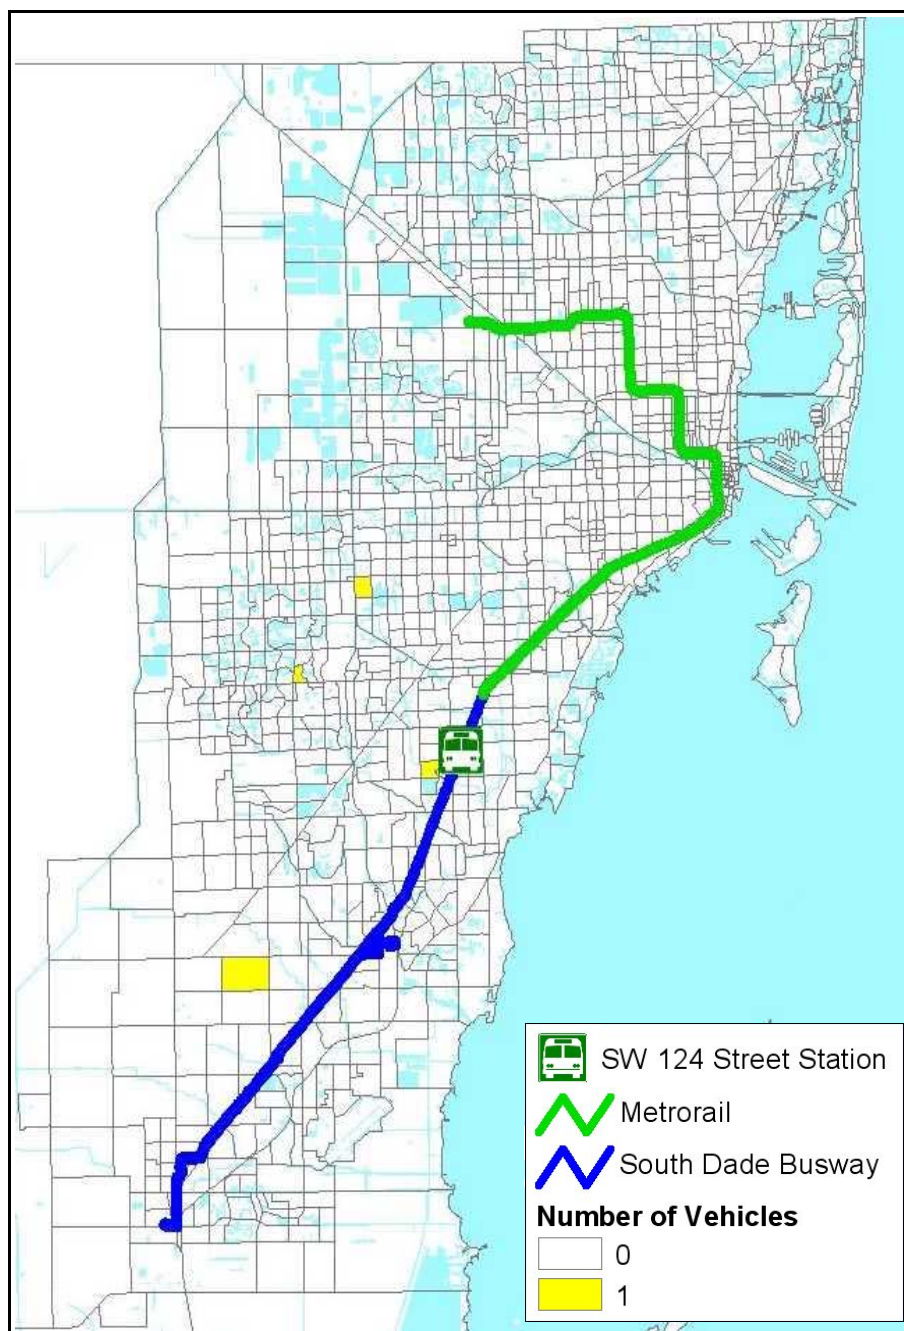 SW 124 Street Station
Metrorail
South Dade Busway
Number of Vehicles
0
1